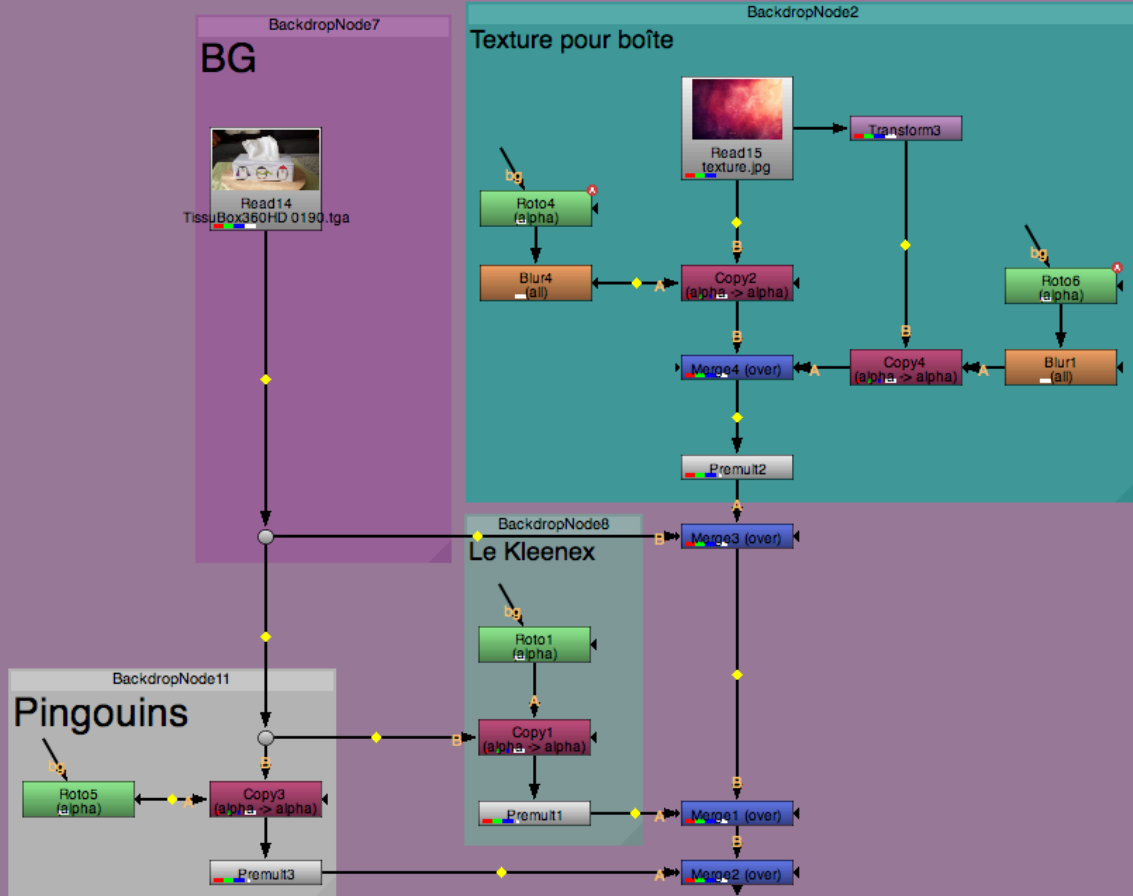 BackdropNode7
BG
Read14
TissuBox360HD 0190.tga
BackdropNode2
Texture pour boîte
Read15
texture.jpg
Transform3
bg
Roto4
(alpha)
Blur4
(all)
A
B
Copy2
(alpha -> alpha)
bg
Roto6
(alpha)
Blur1
(all)
A
B
Copy4
(alpha -> alpha)
A
B
Merge4 (over)
Premult2
A
B
Merge3 (over)
BackdropNode8
Le Kleenex
bg
Roto1
(alpha)
A
B
Copy1
(alpha -> alpha)
Premult1
BackdropNode11
Pingouins
bg
Roto5
(alpha)
A
B
Copy3
(alpha -> alpha)
Premult3
A
B
Merge1 (over)
A
B
Merge2 (over)